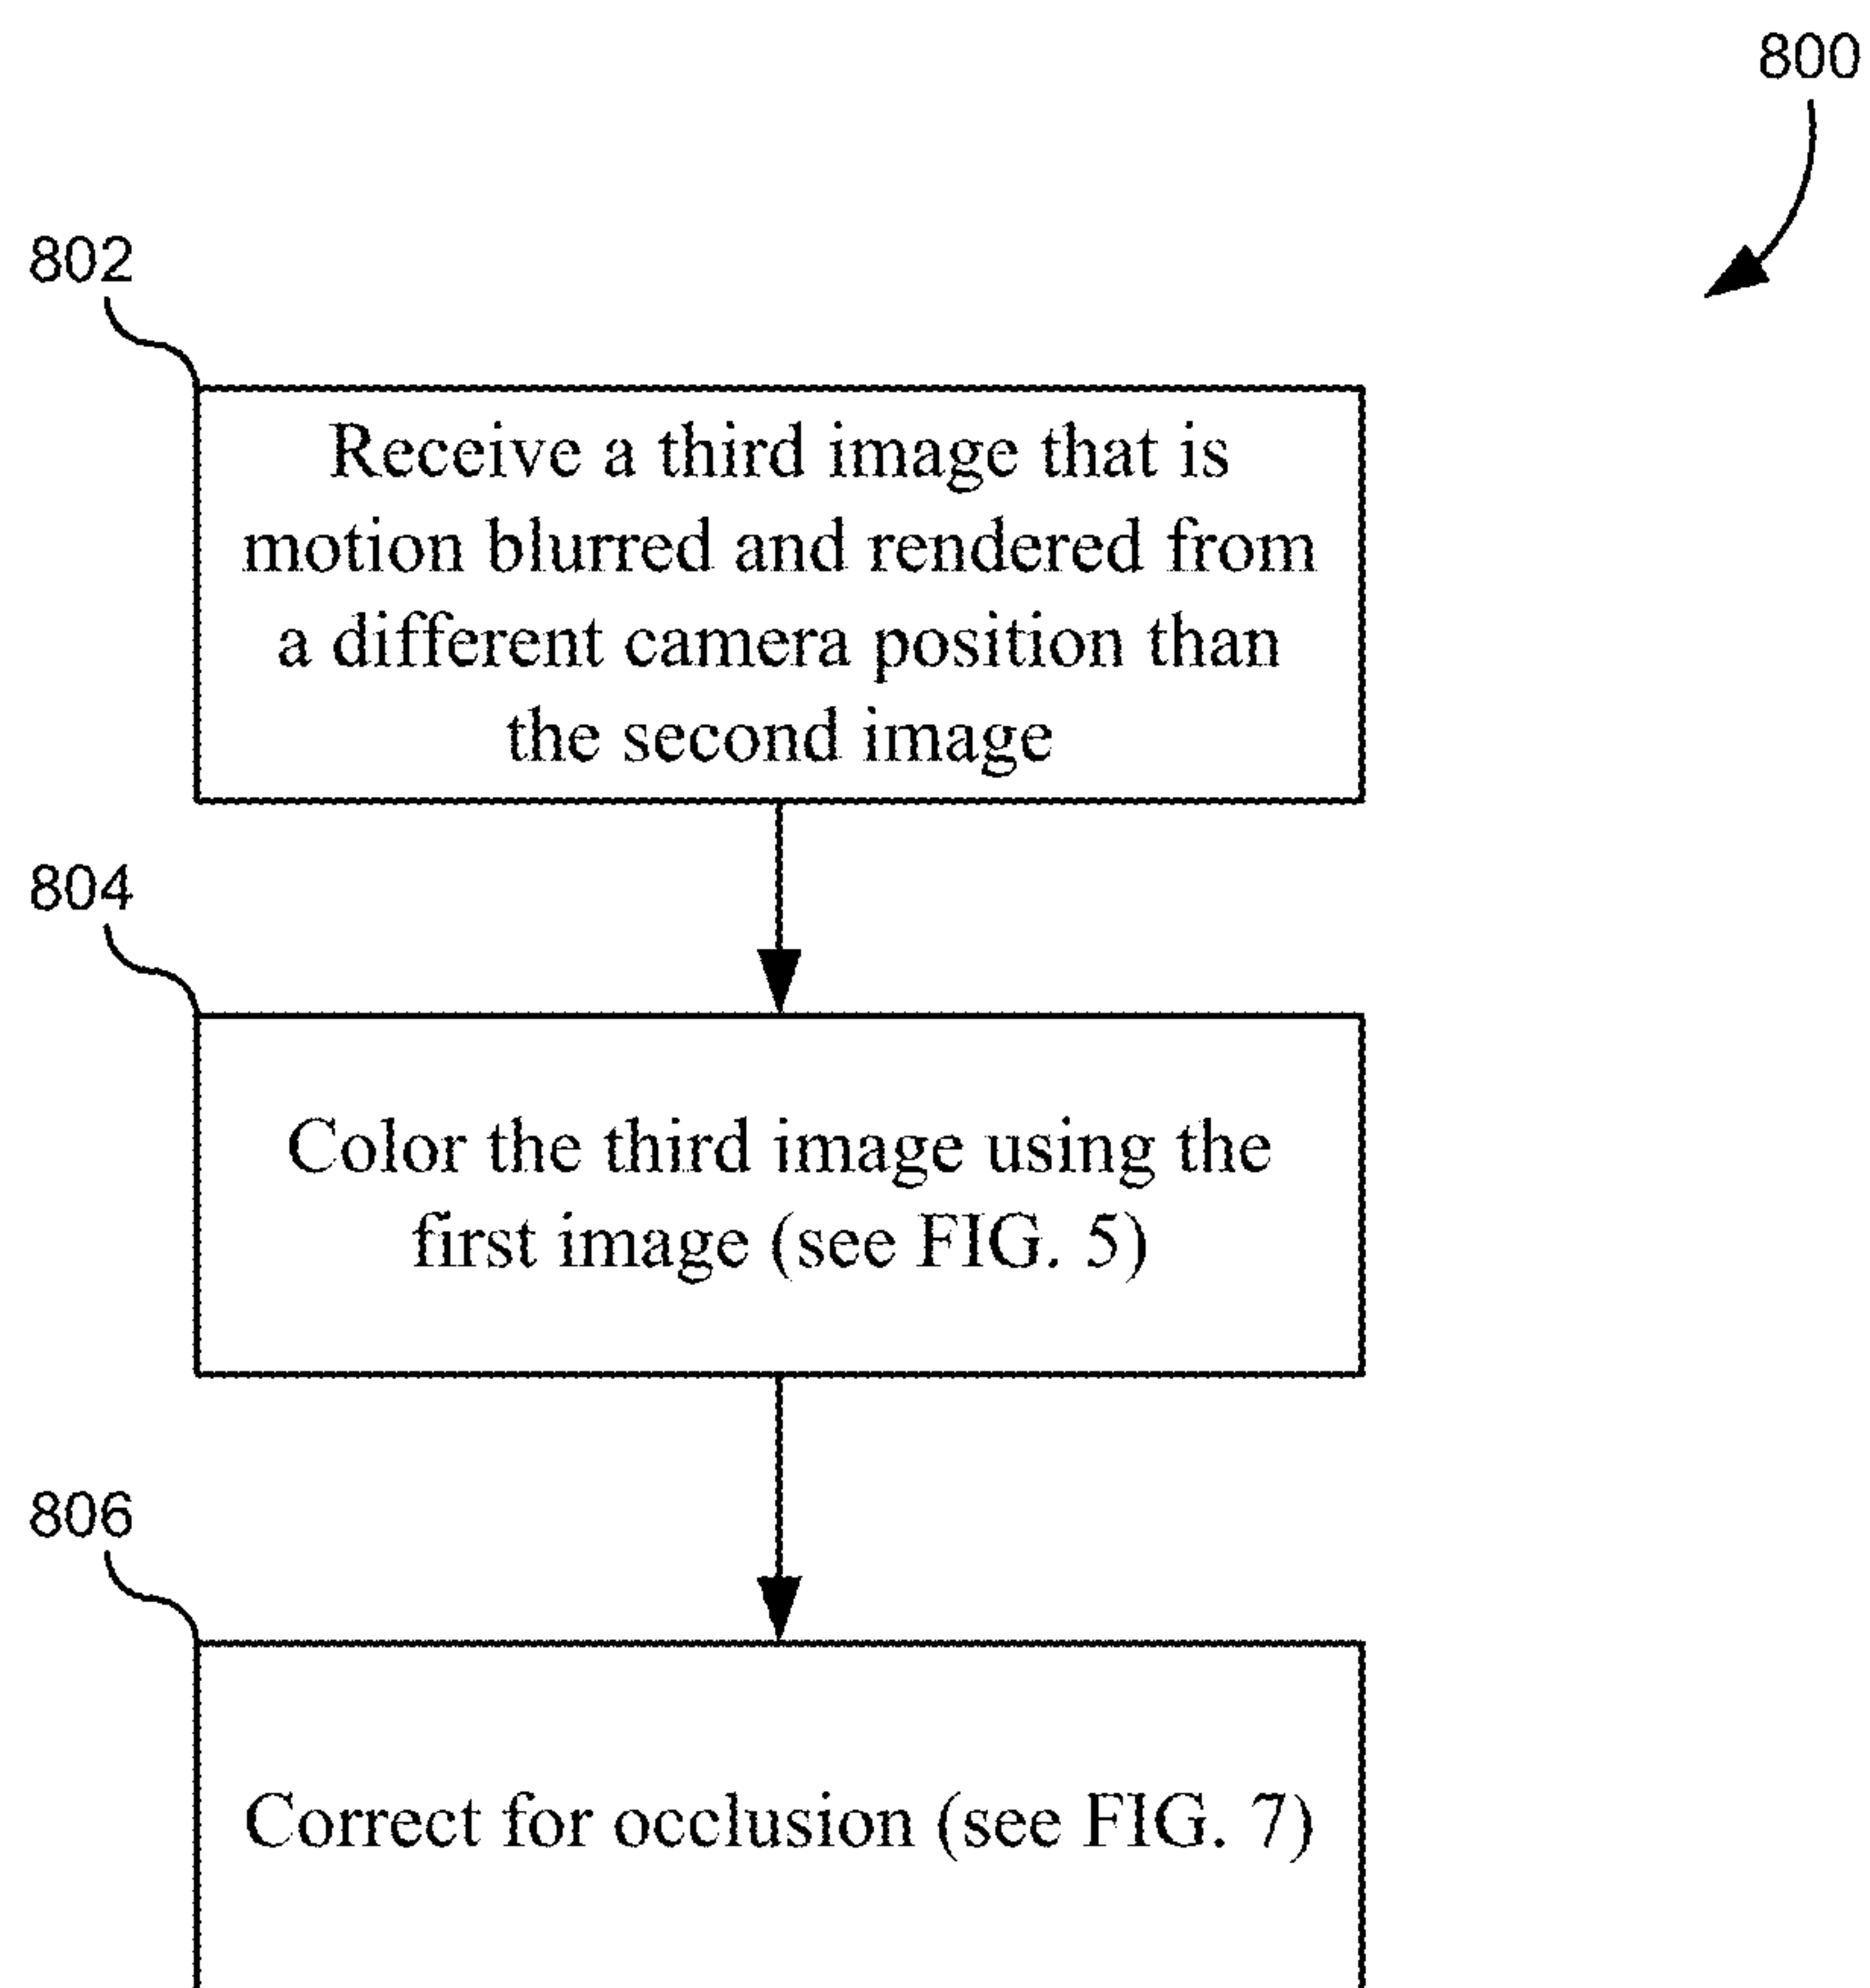 800
802
Receive a third image that is
motion blurred and rendered from
a different camera position than
the second image
804
Color the third image using the
first image (see FIG. 5)
806
Correct for occlusion (see FIG. 7)